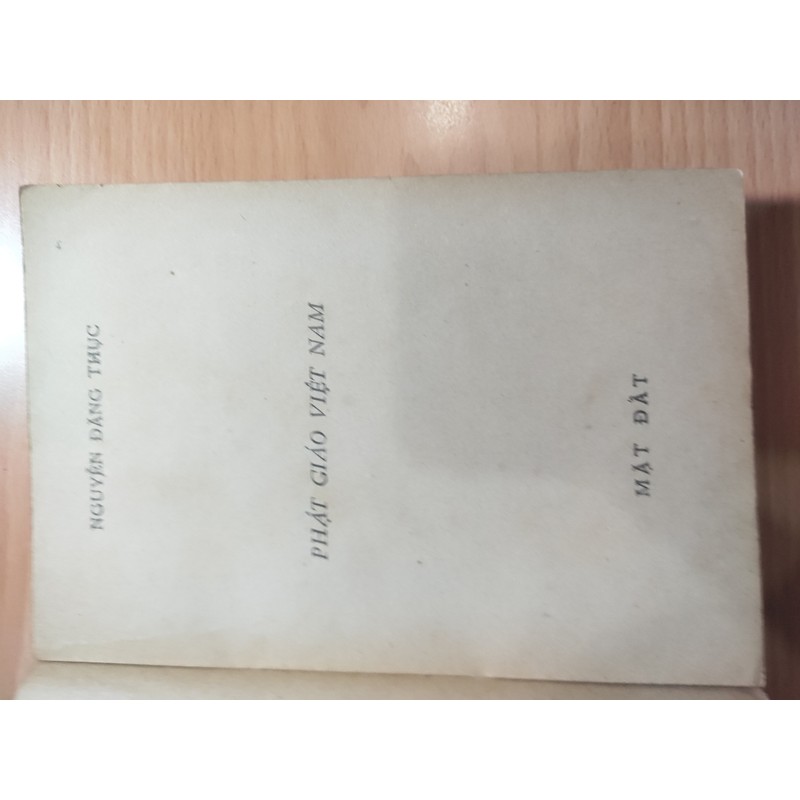 NGUYỄN ĐĂNG THỤC
PHẬT GIÁO VIỆT NAM
MẶT ĐẤT